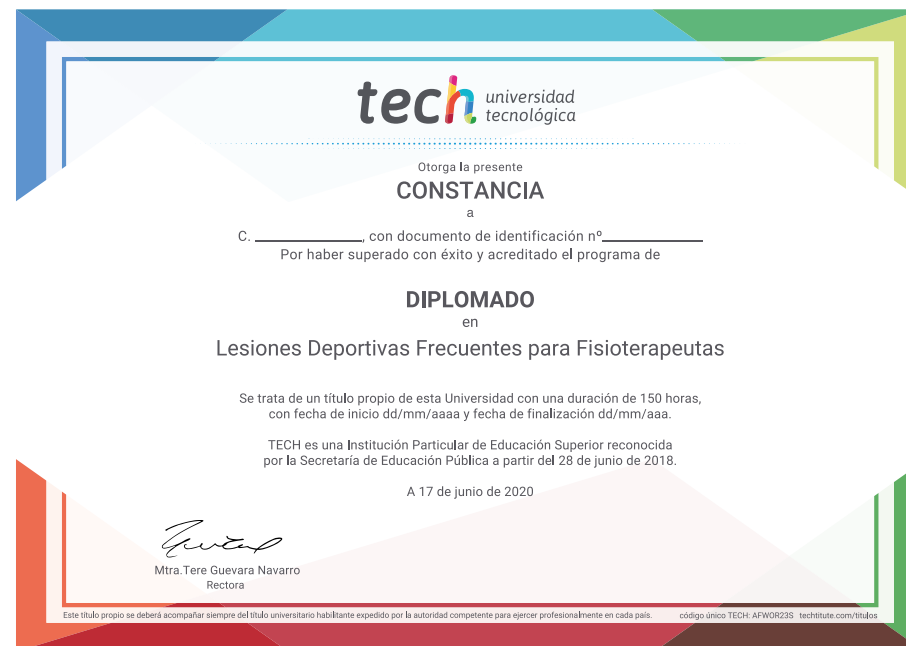 tech universidad
tecnológica
Otorga la presente
CONSTANCIA
a
C. ____________, con documento de identificación nº____________
Por haber superado con éxito y acreditado el programa de
DIPLOMADO
en
Lesiones Deportivas Frecuentes para Fisioterapeutas
Se trata de un título propio de esta Universidad con una duración de 150 horas,
con fecha de inicio dd/mm/aaaa y fecha de finalización dd/mm/aaa.
TECH es una Institución Particular de Educación Superior reconocida
por la Secretaría de Educación Pública a partir del 28 de junio de 2018.
A 17 de junio de 2020
Mtra.Tere Guevara Navarro
Rectora
Este título propio se deberá acompañar siempre del título universitario habilitante expedido por la autoridad competente para ejercer profesionalmente en cada país. código único TECH: AFWOR23S techtitute.com/titulos